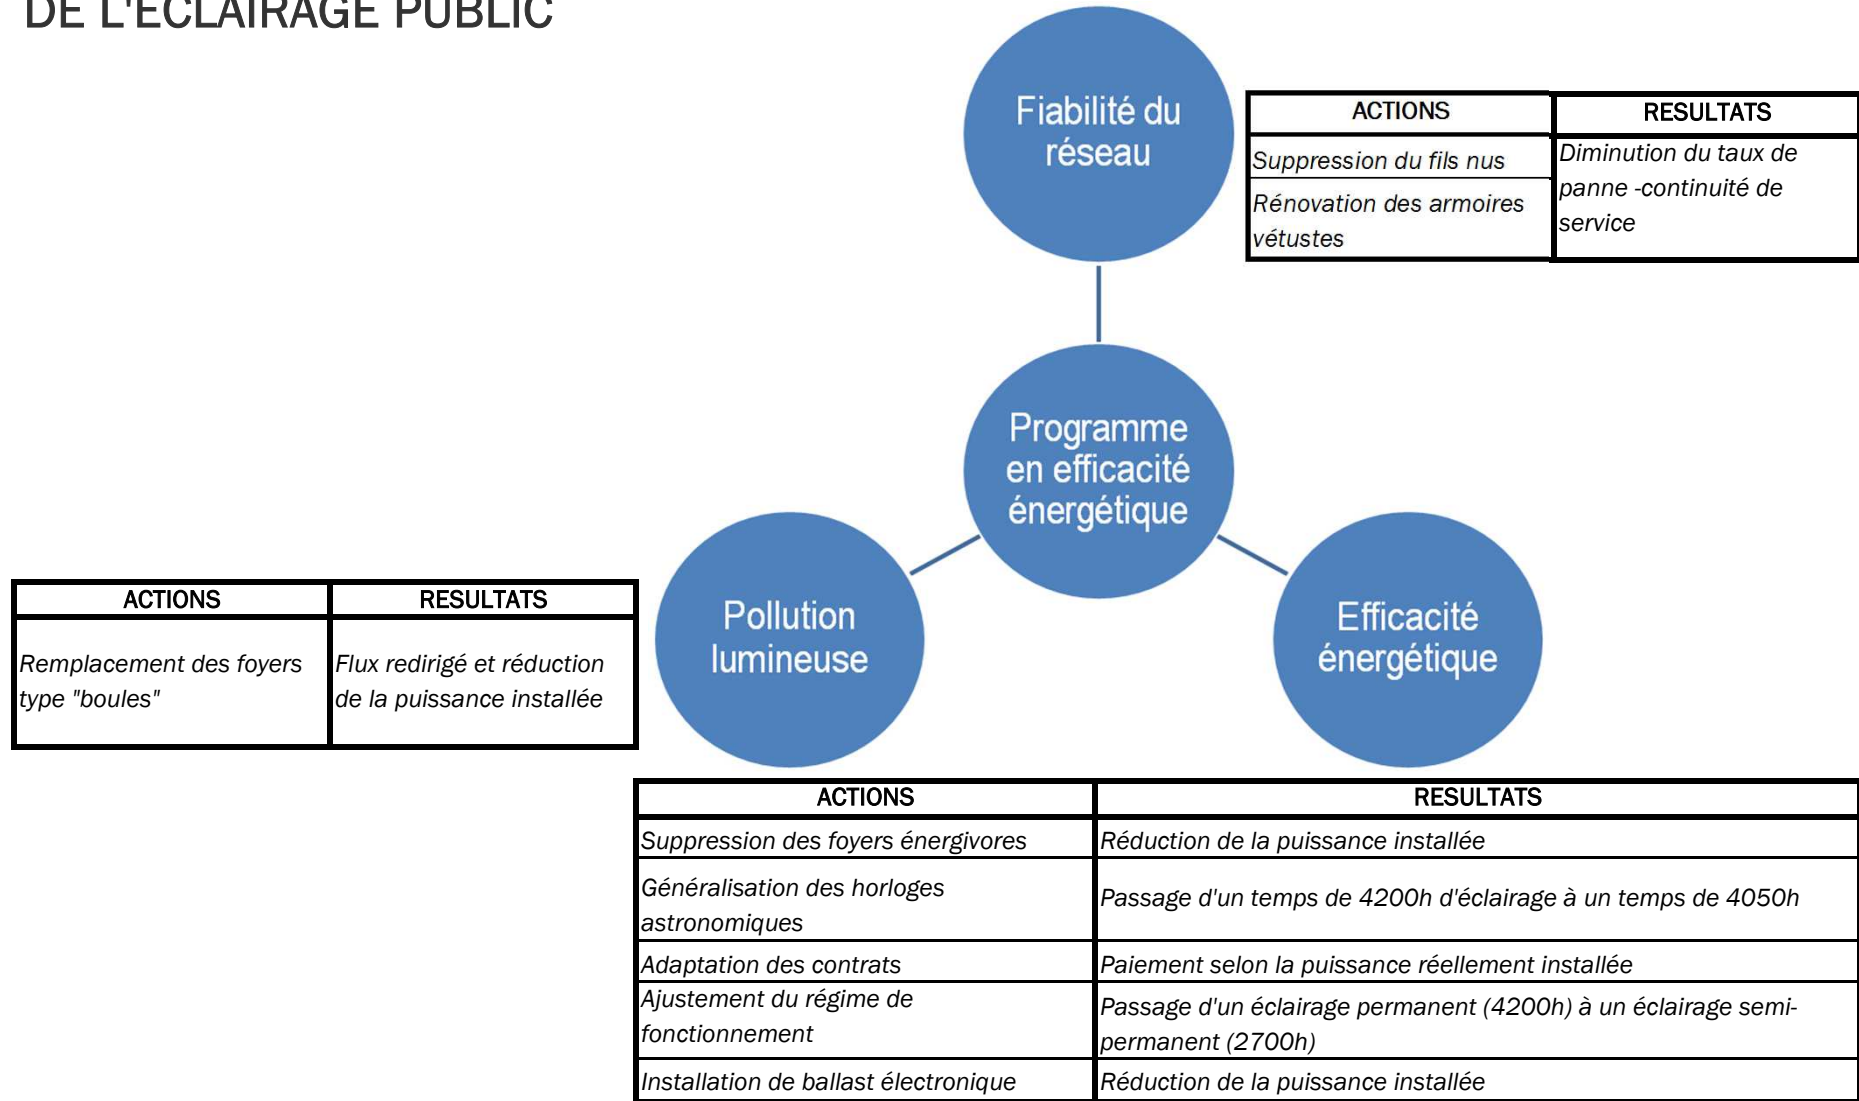 DE L'ECLAIRAGE PUBLIC
Fiabilité du
réseau
ACTIONS
RESULTATS
Suppression du fils nus
Rénovation des armoires
vétustes
Diminution du taux de
panne -continuité de
service
Programme
en efficacité
énergétique
Pollution
lumineuse
Efficacité
énergétique
ACTIONS
RESULTATS
Remplacement des foyers
type "boules"
Flux redirigé et réduction
de la puissance installée
ACTIONS
RESULTATS
Suppression des foyers énergivores
Réduction de la puissance installée
Généralisation des horloges
astronomiques
Passage d'un temps de 4200h d'éclairage à un temps de 4050h
Adaptation des contrats
Paiement selon la puissance réellement installée
Ajustement du régime de
fonctionnement
Passage d'un éclairage permanent (4200h) à un éclairage semi-
permanent (2700h)
Installation de ballast électronique
Réduction de la puissance installée